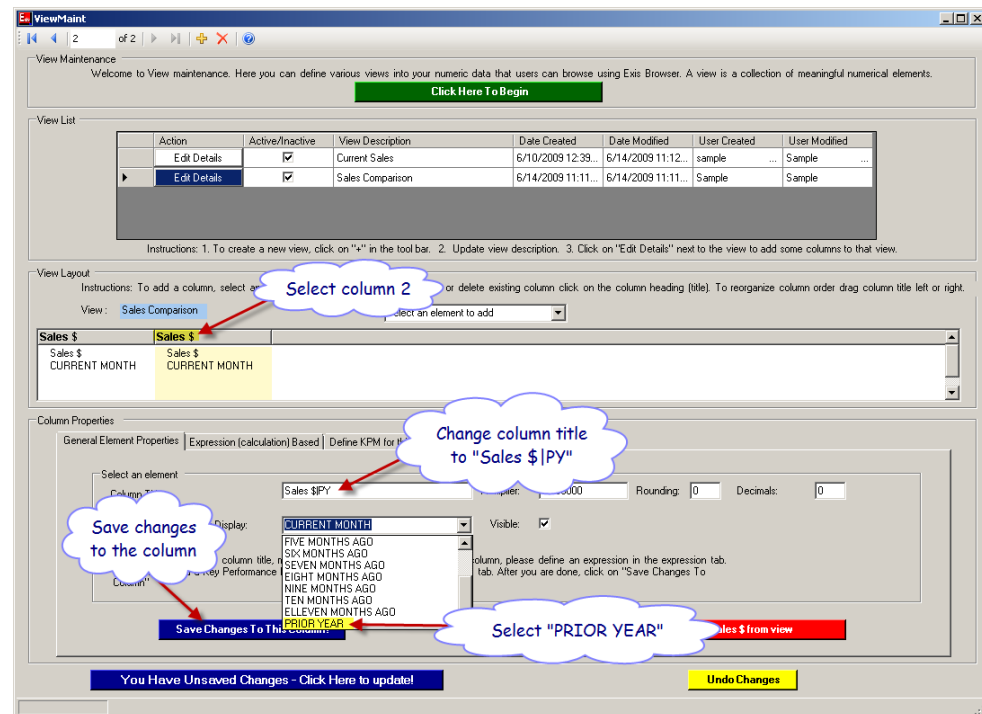 ViewMaint
2 of 2
View Maintenance
Welcome to View maintenance. Here you can define various views into your numeric data that users can browse using Exis Browser. A view is a collection of meaningful numerical elements.
Click Here To Begin
View List
Action Active/Inactive View Description Date Created Date Modified User Created User Modified
Edit Details Current Sales 6/10/2009 12:39... 6/14/2009 11:12... sample ... Sample ...
Edit Details Sales Comparison 6/14/2009 11:11... 6/14/2009 11:11... Sample Sample
Instructions: 1. To create a new view, click on "+" in the tool bar. 2. Update view description. 3. Click on "Edit Details" next to the view to add some columns to that view.
View Layout
Instructions: To add a column, select or delete existing column click on the column heading (title). To reorganize column order drag column title left or right.
Select column 2
View: Sales Comparison Select an element to add
Sales $ Sales $
Sales $ Sales $
CURRENT MONTH CURRENT MONTH
Column Properties
General Element Properties Expression (calculation) Based Define KPM for
Change column title
to "Sales $|PY"
Select an element
Sales $|PY Rounding: 0 Decimals: 0
Save changes
to the column
Display: CURRENT MONTH Visible:
FIVE MONTHS AGO
SIX MONTHS AGO
SEVEN MONTHS AGO
EIGHT MONTHS AGO
NINE MONTHS AGO
TEN MONTHS AGO
ELLEVEN MONTHS AGO
PRIOR YEAR
column title, column, please define an expression in the expression tab.
Key Performance tab. After you are done, click on "Save Changes To
Column"
Select "PRIOR YEAR"
Save Changes To This Column! Sales $ from view
You Have Unsaved Changes - Click Here to update! Undo Changes